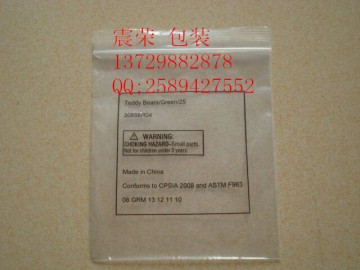 震荣 包装
13729882878
QQ:2589427552
Teddy Bears/Green/25
WARNING:
CHOKING HAZARD-Small parts.
Not for children under 3 years.
Made in China
Conforms to CPSIA 2008 and ASTM F963
08 GRM 13 12 11 10